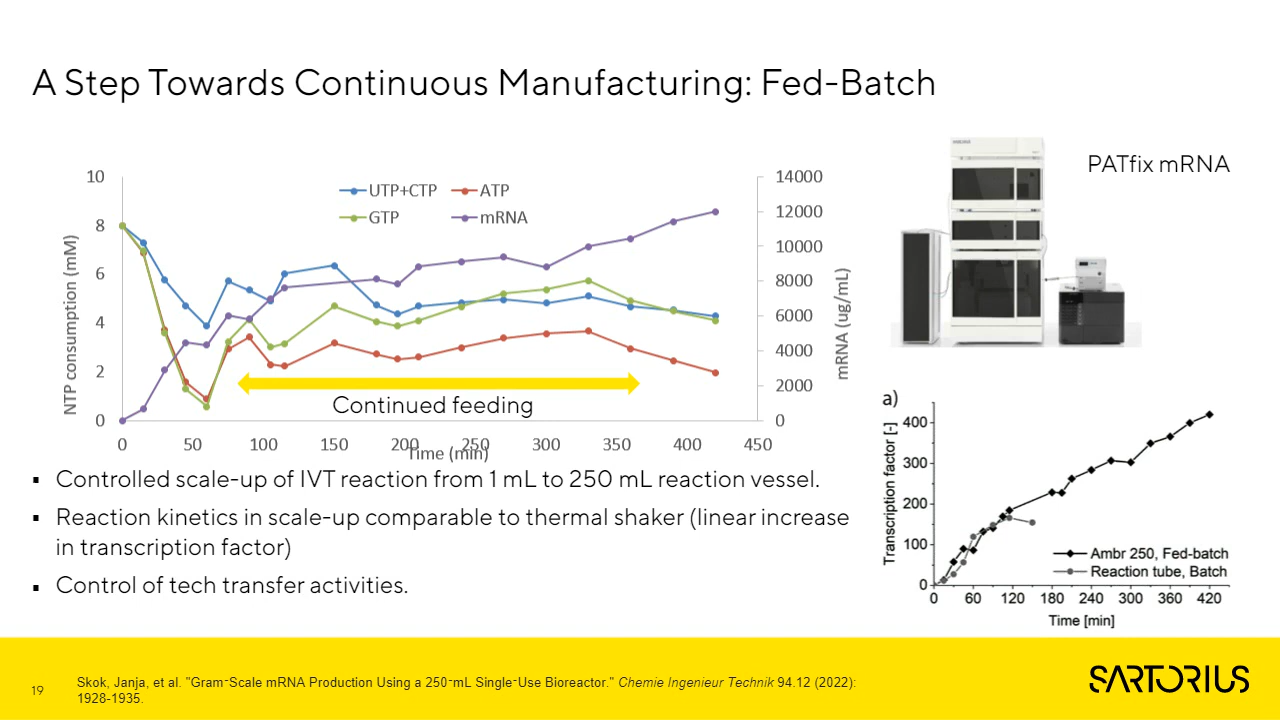 A Step Towards Continuous Manufacturing: Fed-Batch
PATfix mRNA
UTP+CTP
ATP
GTP
mRNA
NTP consumption (mM)
10
8
6
4
2
0
mRNA (ug/mL)
14000
12000
10000
8000
6000
4000
2000
0
Continued feeding
0 50 100 150 200 250 300 350 400 450
Time (min)
▪ Controlled scale-up of IVT reaction from 1 mL to 250 mL reaction vessel.
▪ Reaction kinetics in scale-up comparable to thermal shaker (linear increase
in transcription factor)
▪ Control of tech transfer activities.
a)
Transcription factor [-]
400
300
200
100
0
Ambr 250, Fed-batch
Reaction tube, Batch
0 60 120 180 240 300 360 420
Time [min]
19
Skok, Janja, et al. "Gram-Scale mRNA Production Using a 250-mL Single-Use Bioreactor." Chemie Ingenieur Technik 94.12 (2022):
1928-1935.
SARTORIUS